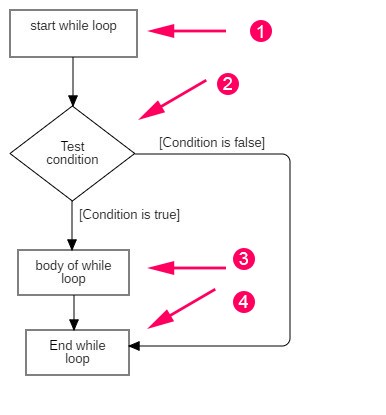 start while loop
1
2
Test
condition
[Condition is false]
[Condition is true]
body of while
loop
3
4
End while
loop